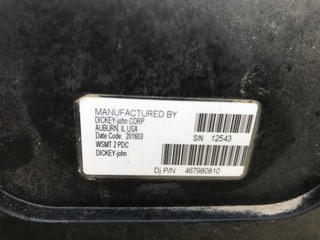 MANUFACTURED BY
DICKEY-john CORP
AUBURN, IL USA
Date Code: 201603
S/N: 12543
WSMT 2 PDC
DICKEY-john
Dj P/N 467980810